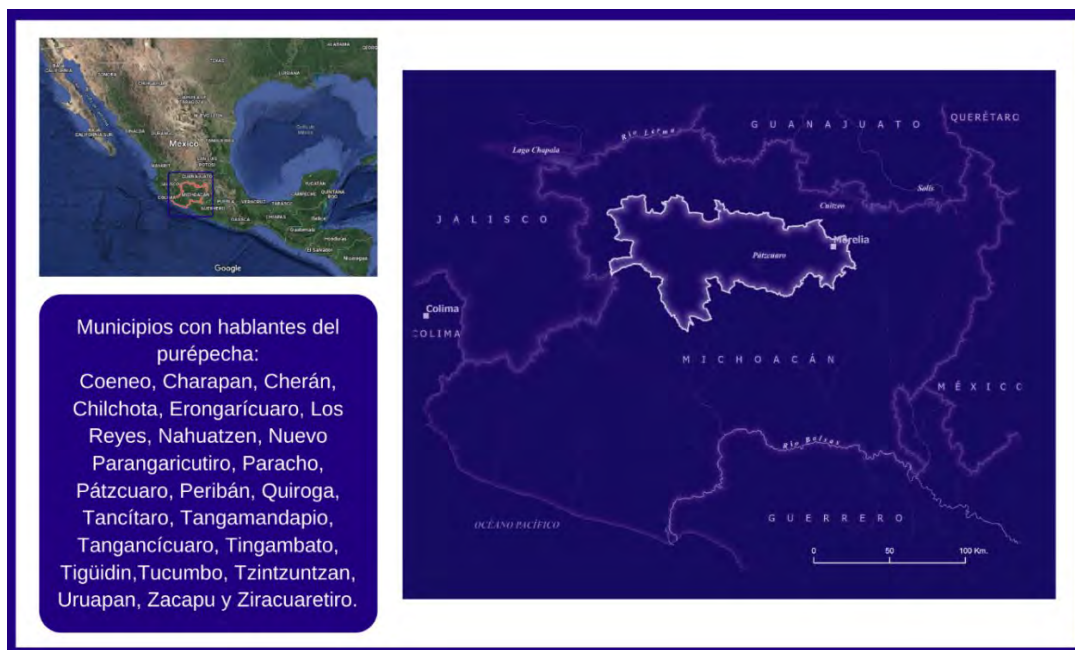 México
Google
Municipios con hablantes del
purépecha:
Coeneo, Charapan, Cherán,
Chilchota, Erongarícuaro, Los
Reyes, Nahuatzen, Nuevo
Parangaricutiro, Paracho,
Pátzcuaro, Peribán, Quiroga,
Tancítaro, Tangamandapio,
Tangancícuaro, Tingambato,
Tigüidin,Tucumbo, Tzintzuntzan,
Uruapan, Zacapu y Ziracuaretiro.
GUANAJUATO
QUERÉTARO
Río Lerma
Lago Chapala
Solís
Cuitzeo
JALISCO
Morelia
Pátzcuaro
Colima
COLIMA
MICHOACÁN
MÉXICO
Río Balsas
OCÉANO PACÍFICO
GUERRERO
0 50 100 Km.